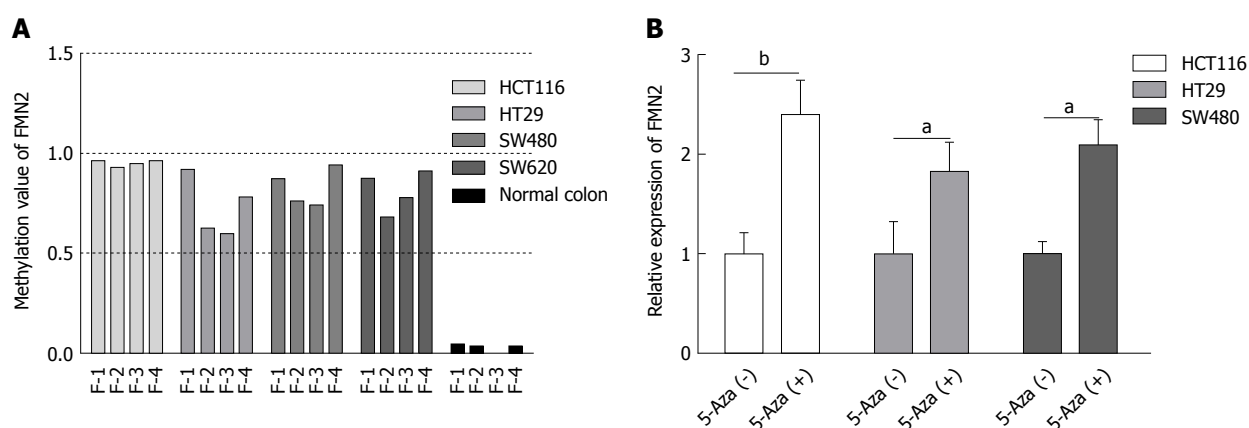 A
Methylation value of FMN2
1.5
1.0
0.5
0.0
HCT116
HT29
SW480
SW620
Normal colon
F-1
F-2
F-3
F-4
F-1
F-2
F-3
F-4
F-1
F-2
F-3
F-4
F-1
F-2
F-3
F-4
F-1
F-2
F-3
F-4
B
Relative expression of FMN2
3
2
1
0
b
a
a
HCT116
HT29
SW480
5-Aza (-)
5-Aza (+)
5-Aza (-)
5-Aza (+)
5-Aza (-)
5-Aza (+)